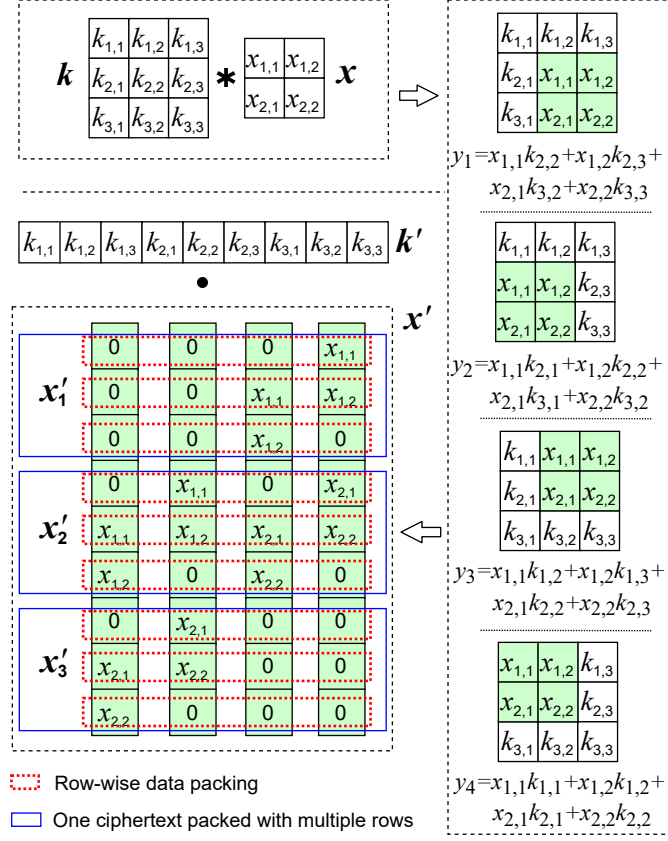 k
k1,1 k1,2 k1,3
k2,1 k2,2 k2,3
k3,1 k3,2 k3,3
*
x1,1 x1,2
x2,1 x2,2
x
k1,1 k1,2 k1,3
k2,1 x1,1 x1,2
k3,1 x2,1 x2,2
y1=x1,1k2,2+x1,2k2,3+
x2,1k3,2+x2,2k3,3
k1,1 k1,2 k1,3
x1,1 x1,2 k2,3
x2,1 x2,2 k3,3
y2=x1,1k2,1+x1,2k2,2+
x2,1k3,1+x2,2k3,2
k1,1 x1,1 x1,2
k2,1 x2,1 x2,2
k3,1 k3,2 k3,3
y3=x1,1k1,2+x1,2k1,3+
x2,1k2,2+x2,2k2,3
x1,1 x1,2 k1,3
x2,1 x2,2 k2,3
k3,1 k3,2 k3,3
y4=x1,1k1,1+x1,2k1,2+
x2,1k2,1+x2,2k2,2
k1,1 k1,2 k1,3 k2,1 k2,2 k2,3 k3,1 k3,2 k3,3 k′
•
x′
x′1
0 0 0 x1,1
0 0 x1,1 x1,2
0 0 x1,2 0
x′2
0 x1,1 0 x2,1
x1,1 x1,2 x2,1 x2,2
x1,2 0 x2,2 0
x′3
0 x2,1 0 0
x2,1 x2,2 0 0
x2,2 0 0 0
Row-wise data packing
One ciphertext packed with multiple rows